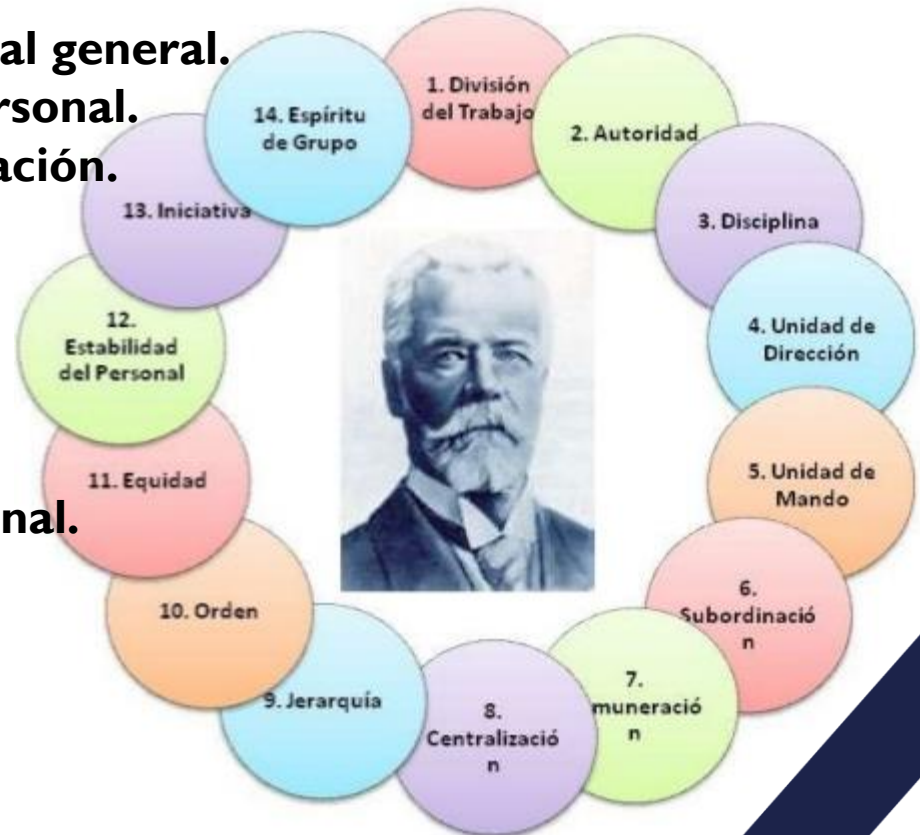 al general.
rsonal.
ación.
nal.
1. División
del Trabajo
2. Autoridad
3. Disciplina
4. Unidad de
Dirección
5. Unidad de
Mando
6.
Subordinació
n
7.
muneració
n
8.
Centralizació
n
9. Jerarquía
10. Orden
11. Equidad
12.
Estabilidad
del Personal
13. Iniciativa
14. Espíritu
de Grupo